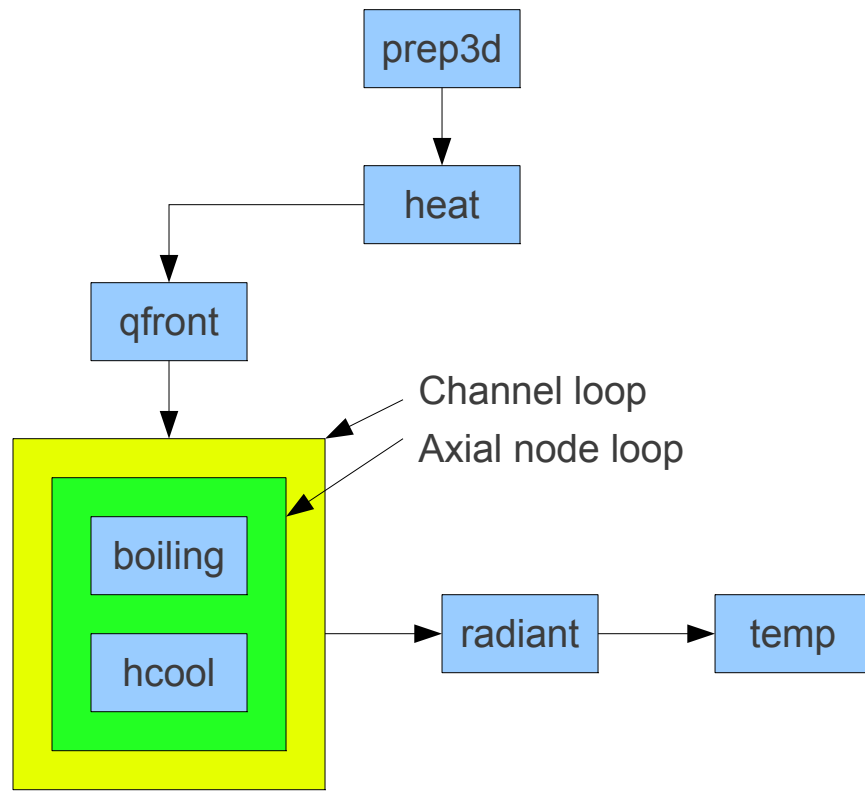 prep3d
heat
qfront
Channel loop
Axial node loop
boiling
hcool
radiant
temp